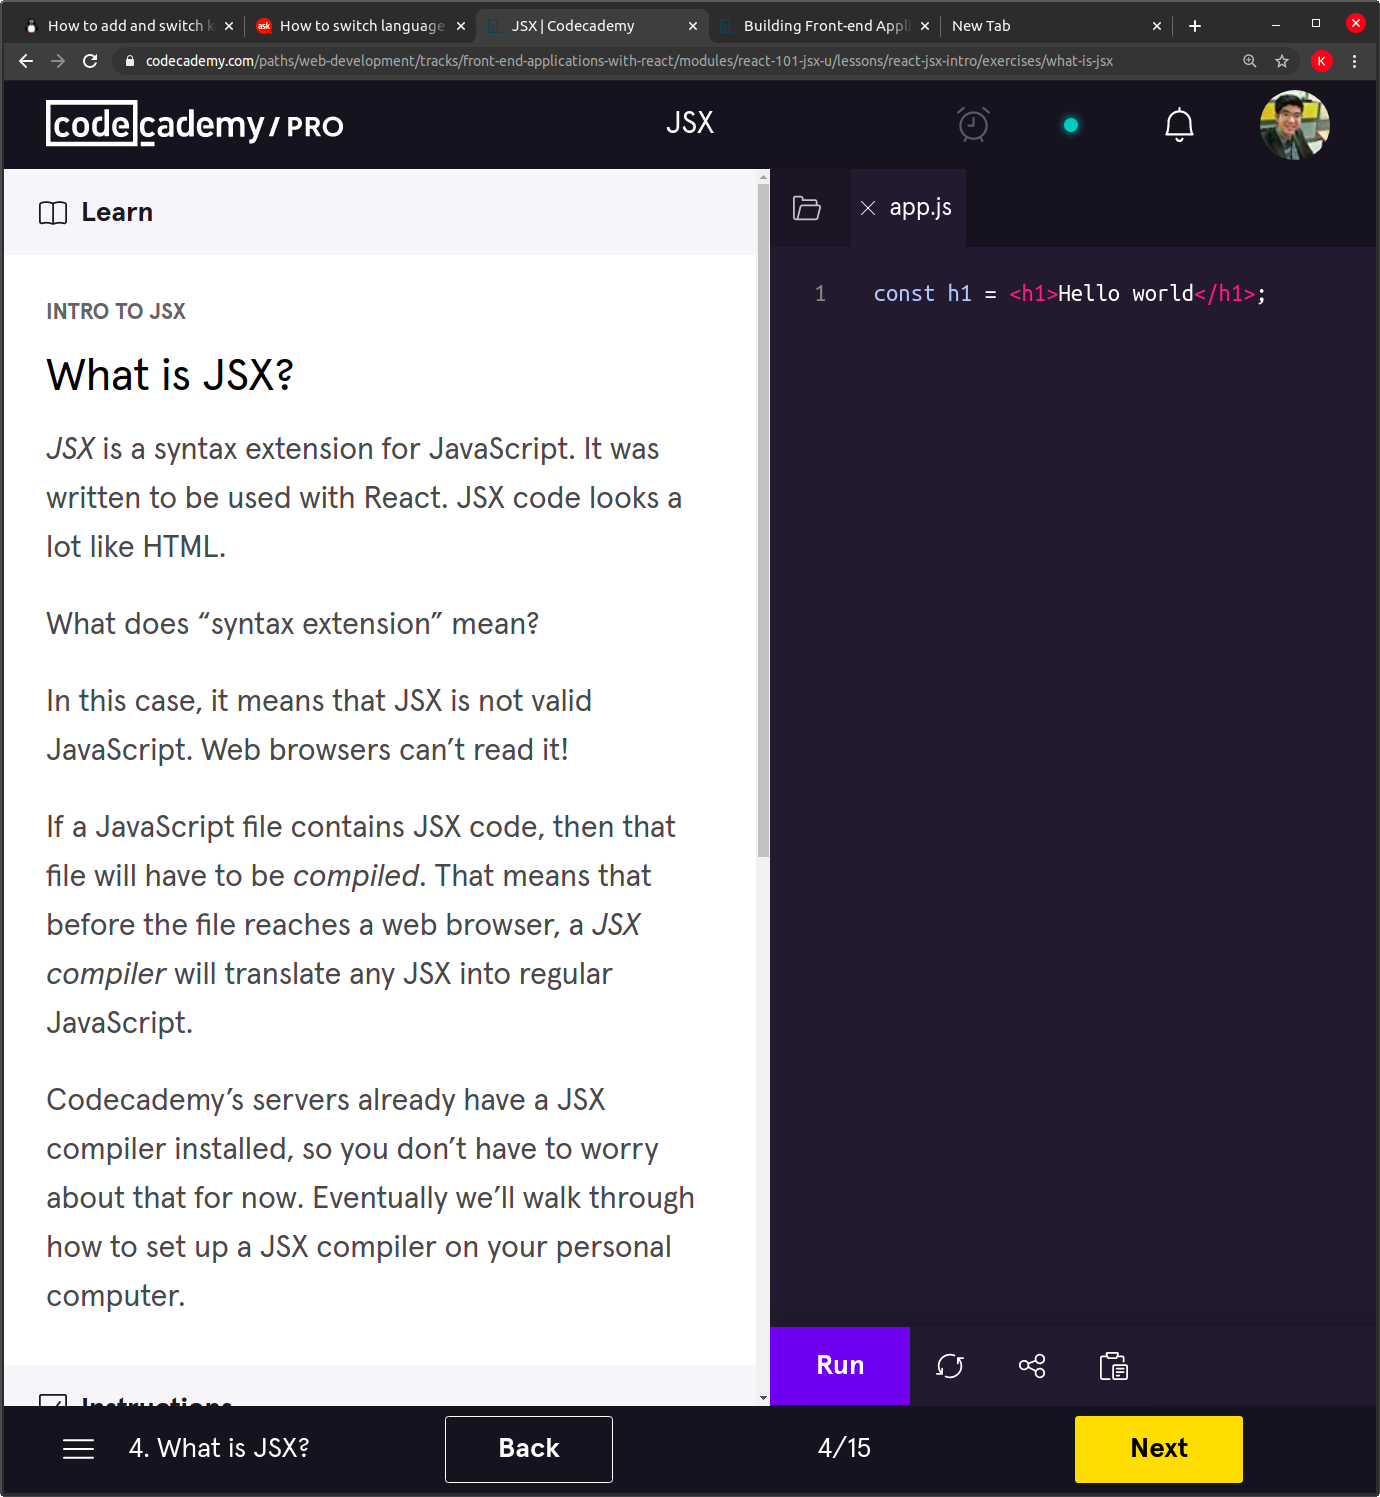 How to add and switch k
How to switch language
JSX | Codecademy
Building Front-end Appl
New Tab
codecademy.com/paths/web-development/tracks/front-end-applications-with-react/modules/react-101-jsx-u/lessons/react-jsx-intro/exercises/what-is-jsx
K
codecademy / PRO
JSX
Learn
app.js
INTRO TO JSX
What is JSX?
JSX is a syntax extension for JavaScript. It was
written to be used with React. JSX code looks a
lot like HTML.
What does “syntax extension” mean?
In this case, it means that JSX is not valid
JavaScript. Web browsers can’t read it!
If a JavaScript file contains JSX code, then that
file will have to be compiled. That means that
before the file reaches a web browser, a JSX
compiler will translate any JSX into regular
JavaScript.
Codecademy’s servers already have a JSX
compiler installed, so you don’t have to worry
about that for now. Eventually we’ll walk through
how to set up a JSX compiler on your personal
computer.
Instructions
1 const h1 = <h1>Hello world</h1>;
Run
4. What is JSX?
Back
4/15
Next